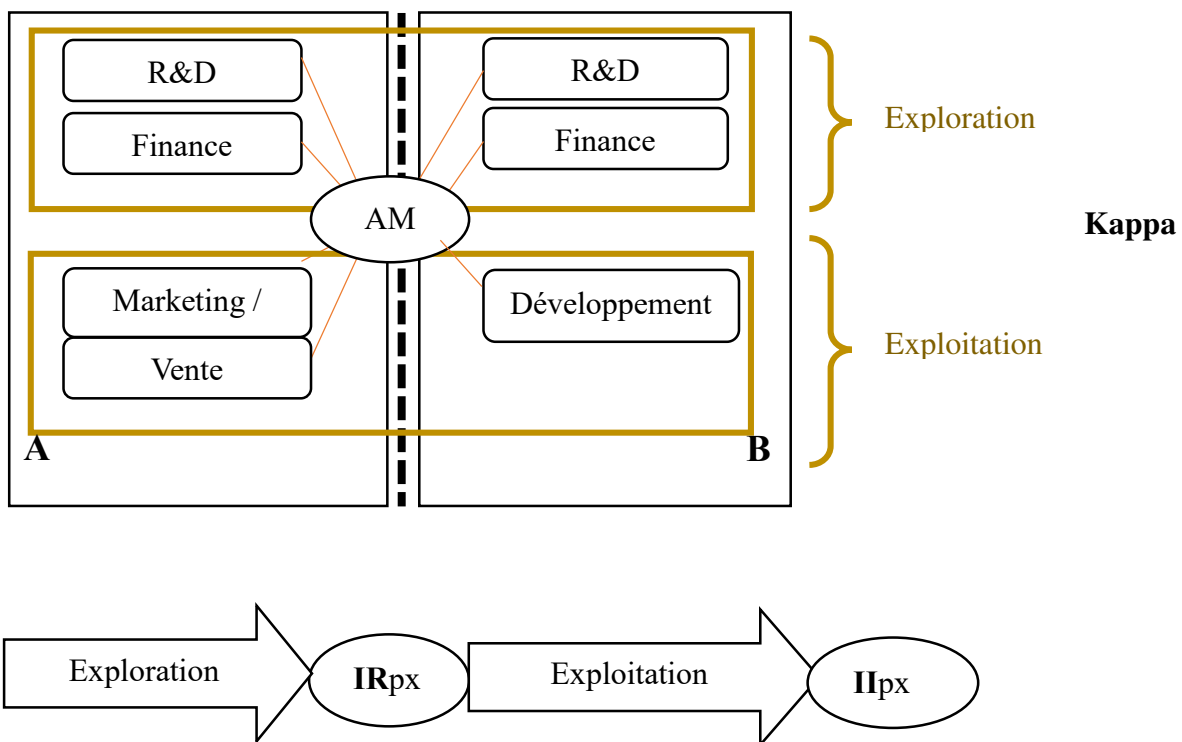 R&D
R&D
Exploration
Finance
Finance
AM
Kappa
Marketing /
Développement
Vente
Exploitation
A
B
Exploration
IRpx
Exploitation
IIpx